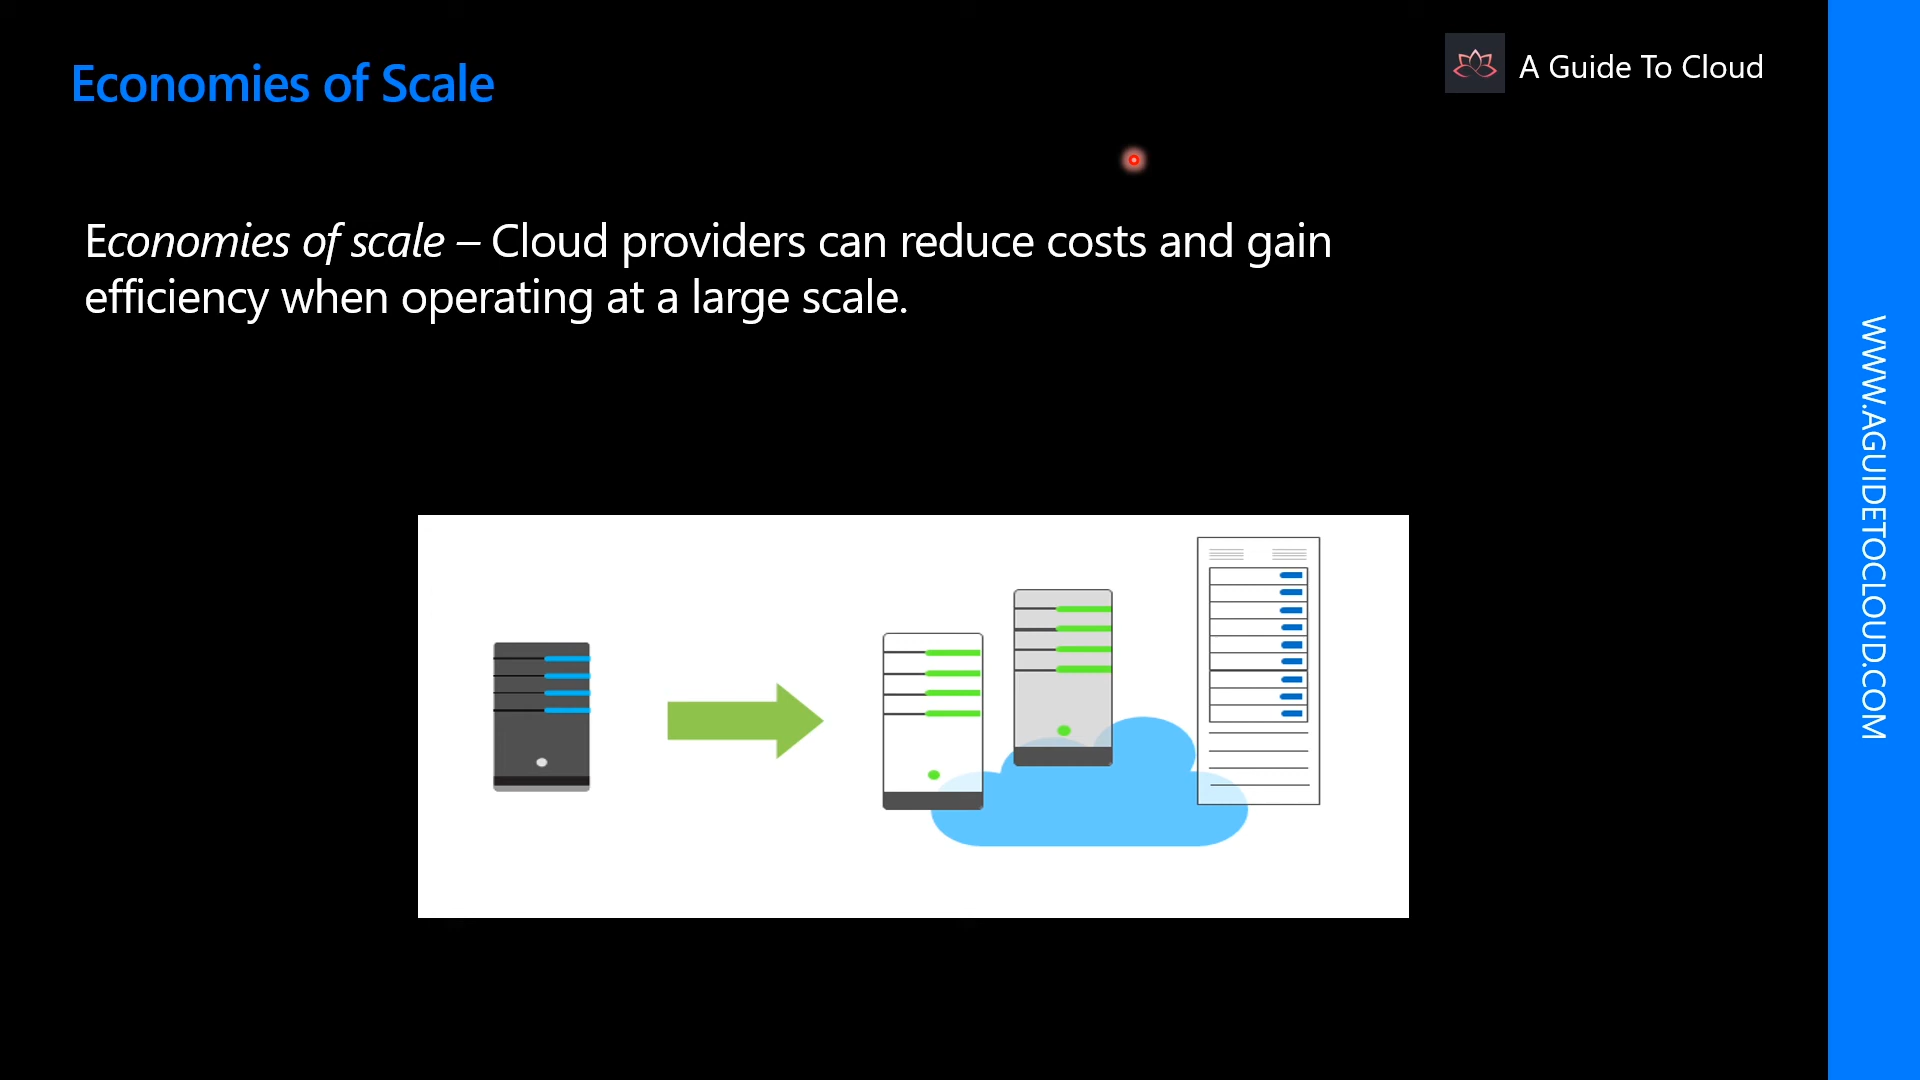 Economies of Scale
A Guide To Cloud
Economies of scale – Cloud providers can reduce costs and gain
efficiency when operating at a large scale.
WWW.AGUIDETOCLOUD.COM